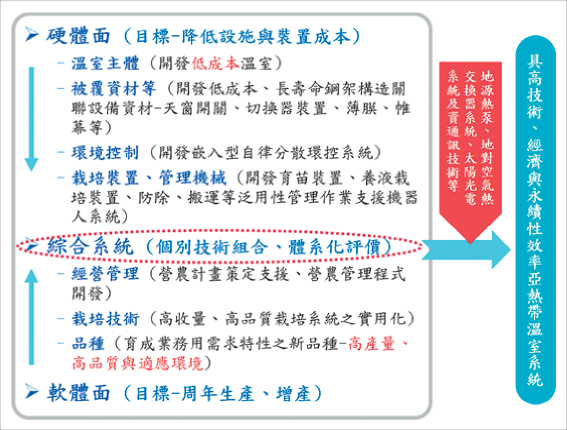 硬體面（目標-降低設施與裝置成本）
－溫室主體（開發低成本溫室）
－被覆資材等（開發低成本、長壽命鋼架構造關
聯設備資材-天窗開關、切換器裝置、薄膜、帷
幕等）
－環境控制（開發嵌入型自律分散環控系統）
－栽培裝置、管理機械（開發育苗裝置、養液栽
培裝置、防除、搬運等泛用性管理作業支援機器
人系統）
綜合系統（個別技術組合、體系化評價）
－經營管理（營農計畫策定支援、營農管理程式
開發）
－栽培技術（高收量、高品質栽培系統之實用化）
－品種（育成業務用需求特性之新品種-高產量、
高品質與適應環境）
軟體面（目標-周年生產、增產）
地源熱泵、地對空氣熱
交換器系統、太陽光電
系統及資通訊技術等
具高技術、經濟與永續性效率亞熱帶溫室系統